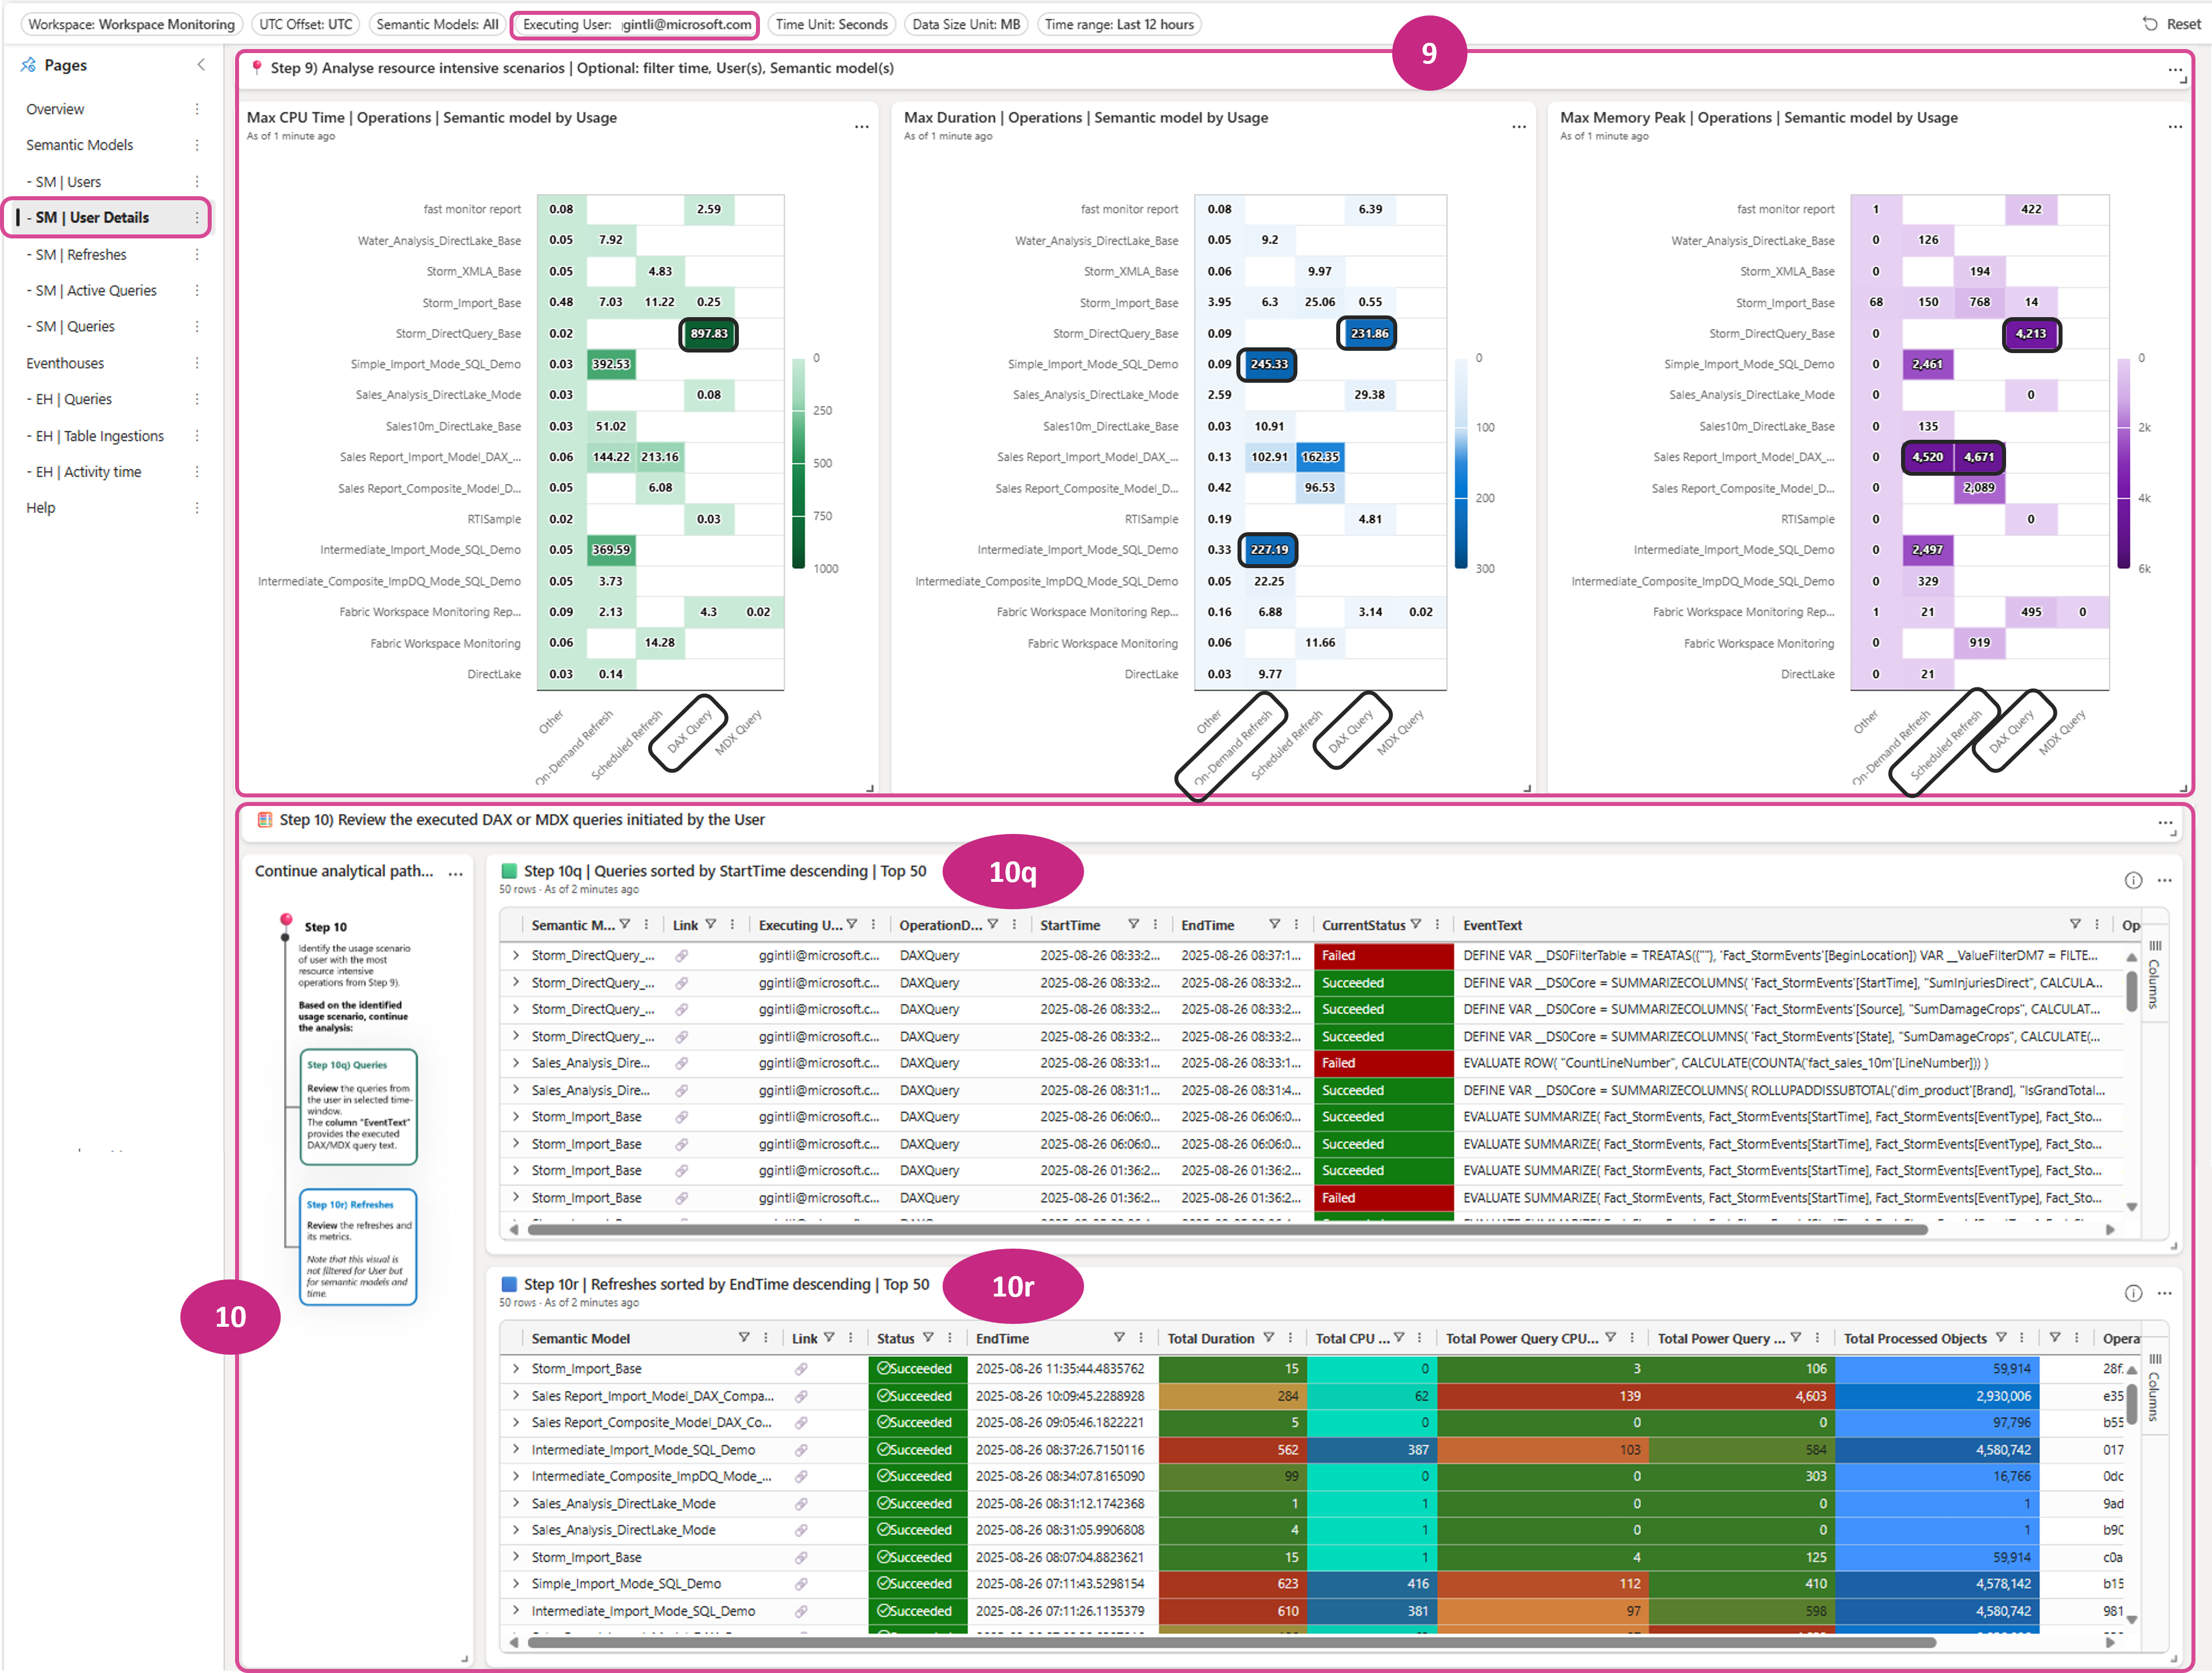 Workspace: Workspace Monitoring
UTC Offset: UTC
Semantic Models: All
Executing User: gintli@microsoft.com
Time Unit: Seconds
Data Size Unit: MB
Time range: Last 12 hours
Reset
Pages
Overview
Semantic Models
- SM | Users
- SM | User Details
- SM | Refreshes
- SM | Active Queries
- SM | Queries
Eventhouses
- EH | Queries
- EH | Table Ingestions
- EH | Activity time
Help
9
Step 9) Analyse resource intensive scenarios | Optional: filter time, User(s), Semantic model(s)
Max CPU Time | Operations | Semantic model by Usage
As of 1 minute ago
fast monitor report 0.08 2.59
Water_Analysis_DirectLake_Base 0.05 7.92
Storm_XMLA_Base 0.05 4.83
Storm_Import_Base 0.48 7.03 11.22 0.25
Storm_DirectQuery_Base 0.02 897.83
Simple_Import_Mode_SQL_Demo 0.03 392.53
Sales_Analysis_DirectLake_Mode 0.03 0.08
Sales10m_DirectLake_Base 0.03 51.02
Sales Report_Import_Model_DAX_... 0.06 144.22 213.16
Sales Report_Composite_Model_D... 0.05 6.08
RTISample 0.02 0.03
Intermediate_Import_Mode_SQL_Demo 0.05 369.59
Intermediate_Composite_ImpDQ_Mode_SQL_Demo 0.05 3.73
Fabric Workspace Monitoring Rep... 0.09 2.13 4.3 0.02
Fabric Workspace Monitoring 0.06 14.28
DirectLake 0.03 0.14
Other
On-Demand Refresh
Scheduled Refresh
DAX Query
MDX Query
0
250
500
750
1000
Max Duration | Operations | Semantic model by Usage
As of 1 minute ago
fast monitor report 0.08 6.39
Water_Analysis_DirectLake_Base 0.05 9.2
Storm_XMLA_Base 0.06 9.97
Storm_Import_Base 3.95 6.3 25.06 0.55
Storm_DirectQuery_Base 0.09 231.86
Simple_Import_Mode_SQL_Demo 0.09 245.33
Sales_Analysis_DirectLake_Mode 2.59 29.38
Sales10m_DirectLake_Base 0.03 10.91
Sales Report_Import_Model_DAX_... 0.13 102.91 162.35
Sales Report_Composite_Model_D... 0.42 96.53
RTISample 0.19 4.81
Intermediate_Import_Mode_SQL_Demo 0.33 227.19
Intermediate_Composite_ImpDQ_Mode_SQL_Demo 0.05 22.25
Fabric Workspace Monitoring Rep... 0.16 6.88 3.14 0.02
Fabric Workspace Monitoring 0.06 11.66
DirectLake 0.03 9.77
Other
On-Demand Refresh
Scheduled Refresh
DAX Query
MDX Query
0
100
200
300
Max Memory Peak | Operations | Semantic model by Usage
As of 1 minute ago
fast monitor report 1 422
Water_Analysis_DirectLake_Base 0 126
Storm_XMLA_Base 0 194
Storm_Import_Base 68 150 768 14
Storm_DirectQuery_Base 0 4,213
Simple_Import_Mode_SQL_Demo 0 2,461
Sales_Analysis_DirectLake_Mode 0 0
Sales10m_DirectLake_Base 0 135
Sales Report_Import_Model_DAX_... 0 4,520 4,671
Sales Report_Composite_Model_D... 0 2,089
RTISample 0 0
Intermediate_Import_Mode_SQL_Demo 0 2,497
Intermediate_Composite_ImpDQ_Mode_SQL_Demo 0 329
Fabric Workspace Monitoring Rep... 1 21 495 0
Fabric Workspace Monitoring 0 919
DirectLake 0 21
Other
On-Demand Refresh
Scheduled Refresh
DAX Query
MDX Query
0
2k
4k
6k
Step 10) Review the executed DAX or MDX queries initiated by the User
Continue analytical path...
Step 10
Identify the usage scenario
of user with the most
resource intensive
operations from Step 9).
Based on the identified
usage scenario, continue
the analysis:
Step 10q) Queries
Review the queries from
the user in selected time-
window.
The column "EventText"
provides the executed
DAX/MDX query text.
Step 10r) Refreshes
Review the refreshes and
its metrics.
Note that this visual is
not filtered for User but
for semantic models and
time.
10
Step 10q | Queries sorted by StartTime descending | Top 50
10q
50 rows · As of 2 minutes ago
Semantic M... Link Executing U... OperationD... StartTime EndTime CurrentStatus EventText Op
Storm_DirectQuery_... ggintli@microsoft.c... DAXQuery 2025-08-26 08:33:2... 2025-08-26 08:37:1... Failed DEFINE VAR __DS0FilterTable = TREATAS({""}, 'Fact_StormEvents'[BeginLocation]) VAR __ValueFilterDM7 = FILTE...
Storm_DirectQuery_... ggintli@microsoft.c... DAXQuery 2025-08-26 08:33:2... 2025-08-26 08:33:2... Succeeded DEFINE VAR __DS0Core = SUMMARIZECOLUMNS( 'Fact_StormEvents'[StartTime], "SumInjuriesDirect", CALCULA...
Storm_DirectQuery_... ggintli@microsoft.c... DAXQuery 2025-08-26 08:33:2... 2025-08-26 08:33:2... Succeeded DEFINE VAR __DS0Core = SUMMARIZECOLUMNS( 'Fact_StormEvents'[Source], "SumDamageCrops", CALCULAT...
Storm_DirectQuery_... ggintli@microsoft.c... DAXQuery 2025-08-26 08:33:2... 2025-08-26 08:33:2... Succeeded DEFINE VAR __DS0Core = SUMMARIZECOLUMNS( 'Fact_StormEvents'[State], "SumDamageCrops", CALCULATE(...
Sales_Analysis_Dire... ggintli@microsoft.c... DAXQuery 2025-08-26 08:33:1... 2025-08-26 08:33:1... Failed EVALUATE ROW( "CountLineNumber", CALCULATE(COUNTA('fact_sales_10m'[LineNumber])) )
Sales_Analysis_Dire... ggintli@microsoft.c... DAXQuery 2025-08-26 08:31:1... 2025-08-26 08:31:4... Succeeded DEFINE VAR __DS0Core = SUMMARIZECOLUMNS( ROLLUPADDISSUBTOTAL('dim_product'[Brand], "IsGrandTotal...
Storm_Import_Base ggintli@microsoft.c... DAXQuery 2025-08-26 06:06:0... 2025-08-26 06:06:0... Succeeded EVALUATE SUMMARIZE( Fact_StormEvents, Fact_StormEvents[StartTime], Fact_StormEvents[EventType], Fact_Sto...
Storm_Import_Base ggintli@microsoft.c... DAXQuery 2025-08-26 06:06:0... 2025-08-26 06:06:0... Succeeded EVALUATE SUMMARIZE( Fact_StormEvents, Fact_StormEvents[StartTime], Fact_StormEvents[EventType], Fact_Sto...
Storm_Import_Base ggintli@microsoft.c... DAXQuery 2025-08-26 01:36:2... 2025-08-26 01:36:2... Succeeded EVALUATE SUMMARIZE( Fact_StormEvents, Fact_StormEvents[StartTime], Fact_StormEvents[EventType], Fact_Sto...
Storm_Import_Base ggintli@microsoft.c... DAXQuery 2025-08-26 01:36:2... 2025-08-26 01:36:2... Failed EVALUATE SUMMARIZE( Fact_StormEvents, Fact_StormEvents[StartTime], Fact_StormEvents[EventType], Fact_Sto...
Columns
Step 10r | Refreshes sorted by EndTime descending | Top 50
10r
50 rows · As of 2 minutes ago
Semantic Model Link Status EndTime Total Duration Total CPU ... Total Power Query CPU... Total Power Query ... Total Processed Objects Opera
Storm_Import_Base Succeeded 2025-08-26 11:35:44.4835762 15 0 3 106 59,914 28f.
Sales Report_Import_Model_DAX_Compa... Succeeded 2025-08-26 10:09:45.2288928 284 62 139 4,603 2,930,006 e35
Sales Report_Composite_Model_DAX_Co... Succeeded 2025-08-26 09:05:46.1822221 5 0 0 0 97,796 b55
Intermediate_Import_Mode_SQL_Demo Succeeded 2025-08-26 08:37:26.7150116 562 387 103 584 4,580,742 017
Intermediate_Composite_ImpDQ_Mode_... Succeeded 2025-08-26 08:34:07.8165090 99 0 0 303 16,766 0dc
Sales_Analysis_DirectLake_Mode Succeeded 2025-08-26 08:31:12.1742368 1 1 0 0 1 9ad
Sales_Analysis_DirectLake_Mode Succeeded 2025-08-26 08:31:05.9906808 4 1 0 0 1 b90
Storm_Import_Base Succeeded 2025-08-26 08:07:04.8823621 15 1 4 125 59,914 c0a
Simple_Import_Mode_SQL_Demo Succeeded 2025-08-26 07:11:43.5298154 623 416 112 410 4,578,142 b15
Intermediate_Import_Mode_SQL_Demo Succeeded 2025-08-26 07:11:26.1135379 610 381 97 598 4,580,742 981
Columns